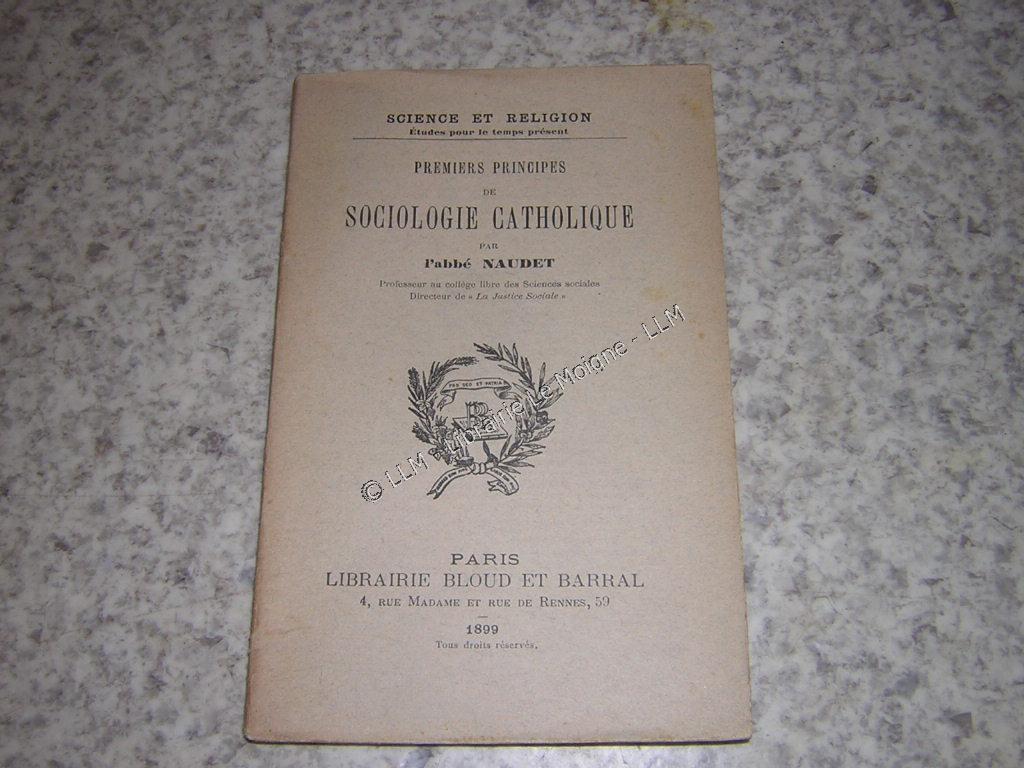 SCIENCE ET RELIGION
Études pour le temps présent
PREMIERS PRINCIPES
DE
SOCIOLOGIE CATHOLIQUE
PAR
l'abbé NAUDET
Professeur au collège libre des Sciences sociales
Directeur de « La Justice Sociale »
PRO DEO ET PATRIA
© LLM - Librairie Le Moigne - LLM
PARIS
LIBRAIRIE BLOUD ET BARRAL
4, RUE MADAME ET RUE DE RENNES, 59
1899
Tous droits réservés.